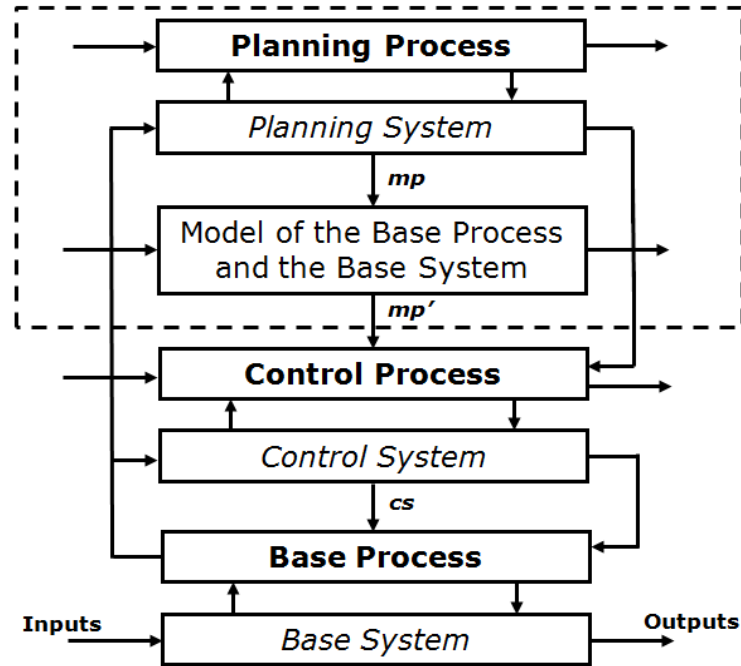 Planning Process
Planning System
mp
Model of the Base Process
and the Base System
mp’
Control Process
Control System
cs
Base Process
Inputs
Outputs
Base System